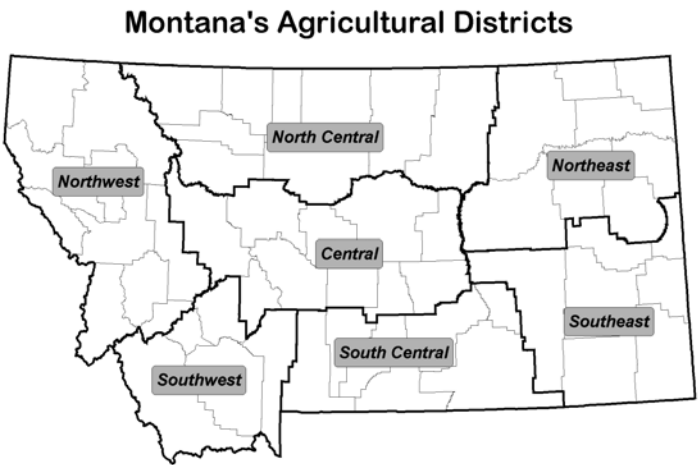 Montana's Agricultural Districts
North Central
Northeast
Northwest
Central
Southeast
South Central
Southwest